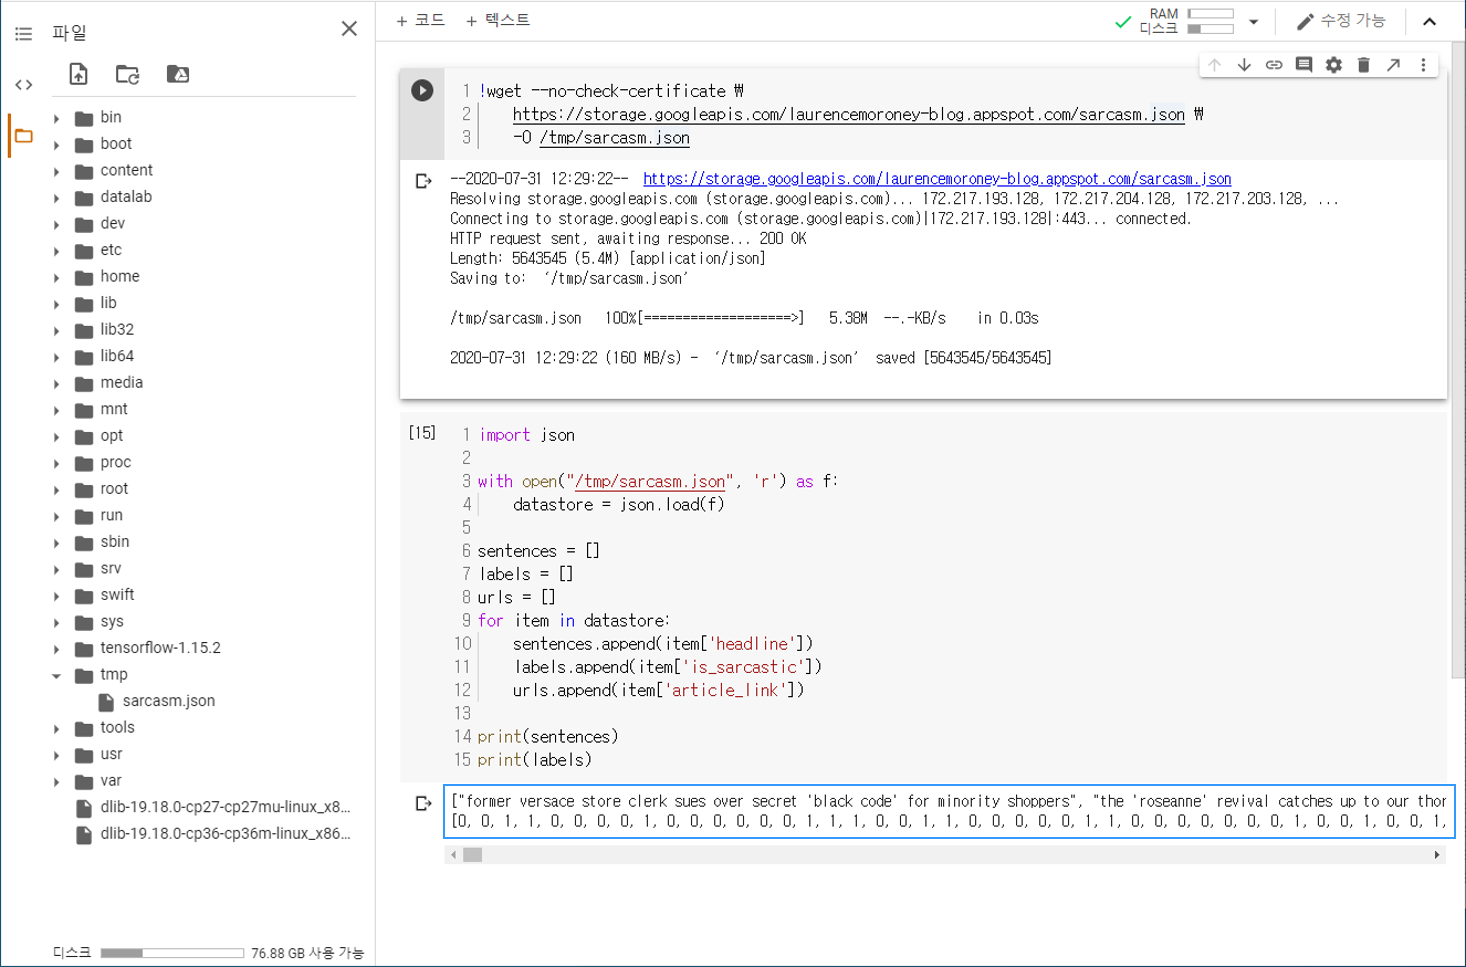 파일
+ 코드 + 텍스트
RAM
디스크
수정 가능
bin
boot
content
datalab
dev
etc
home
lib
lib32
lib64
media
mnt
opt
proc
root
run
sbin
srv
swift
sys
tensorflow-1.15.2
tmp
sarcasm.json
tools
usr
var
dlib-19.18.0-cp27-cp27mu-linux_x8...
dlib-19.18.0-cp36-cp36m-linux_x86...
디스크 76.88 GB 사용 가능
1 !wget --no-check-certificate ₩
2 https://storage.googleapis.com/laurencemoroney-blog.appspot.com/sarcasm.json ₩
3 -O /tmp/sarcasm.json
--2020-07-31 12:29:22-- https://storage.googleapis.com/laurencemoroney-blog.appspot.com/sarcasm.json
Resolving storage.googleapis.com (storage.googleapis.com)... 172.217.193.128, 172.217.204.128, 172.217.203.128, ...
Connecting to storage.googleapis.com (storage.googleapis.com)|172.217.193.128|:443... connected.
HTTP request sent, awaiting response... 200 OK
Length: 5643545 (5.4M) [application/json]
Saving to: ‘/tmp/sarcasm.json’
/tmp/sarcasm.json 100%[===================>] 5.38M --.-KB/s in 0.03s
2020-07-31 12:29:22 (160 MB/s) - ‘/tmp/sarcasm.json’ saved [5643545/5643545]
[15]
1 import json
2
3 with open("/tmp/sarcasm.json", 'r') as f:
4 datastore = json.load(f)
5
6 sentences = []
7 labels = []
8 urls = []
9 for item in datastore:
10 sentences.append(item['headline'])
11 labels.append(item['is_sarcastic'])
12 urls.append(item['article_link'])
13
14 print(sentences)
15 print(labels)
["former versace store clerk sues over secret 'black code' for minority shoppers", "the 'roseanne' revival catches up to our thor
[0, 0, 1, 1, 0, 0, 0, 0, 1, 0, 0, 0, 0, 0, 1, 1, 1, 0, 0, 1, 1, 0, 0, 0, 0, 0, 1, 1, 0, 0, 0, 0, 0, 0, 0, 1, 0, 0, 1, 0, 0, 1,